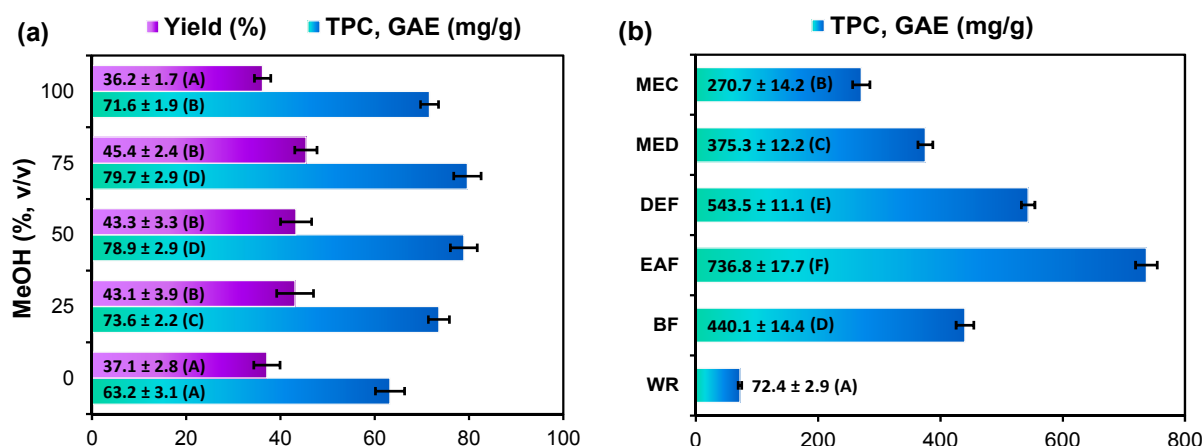 (a)
Yield (%) TPC, GAE (mg/g)
MeOH (%, v/v)
100
36.2 ± 1.7 (A)
71.6 ± 1.9 (B)
75
45.4 ± 2.4 (B)
79.7 ± 2.9 (D)
50
43.3 ± 3.3 (B)
78.9 ± 2.9 (D)
25
43.1 ± 3.9 (B)
73.6 ± 2.2 (C)
0
37.1 ± 2.8 (A)
63.2 ± 3.1 (A)
0 20 40 60 80 100
(b)
TPC, GAE (mg/g)
MEC 270.7 ± 14.2 (B)
MED 375.3 ± 12.2 (C)
DEF 543.5 ± 11.1 (E)
EAF 736.8 ± 17.7 (F)
BF 440.1 ± 14.4 (D)
WR 72.4 ± 2.9 (A)
0 200 400 600 800